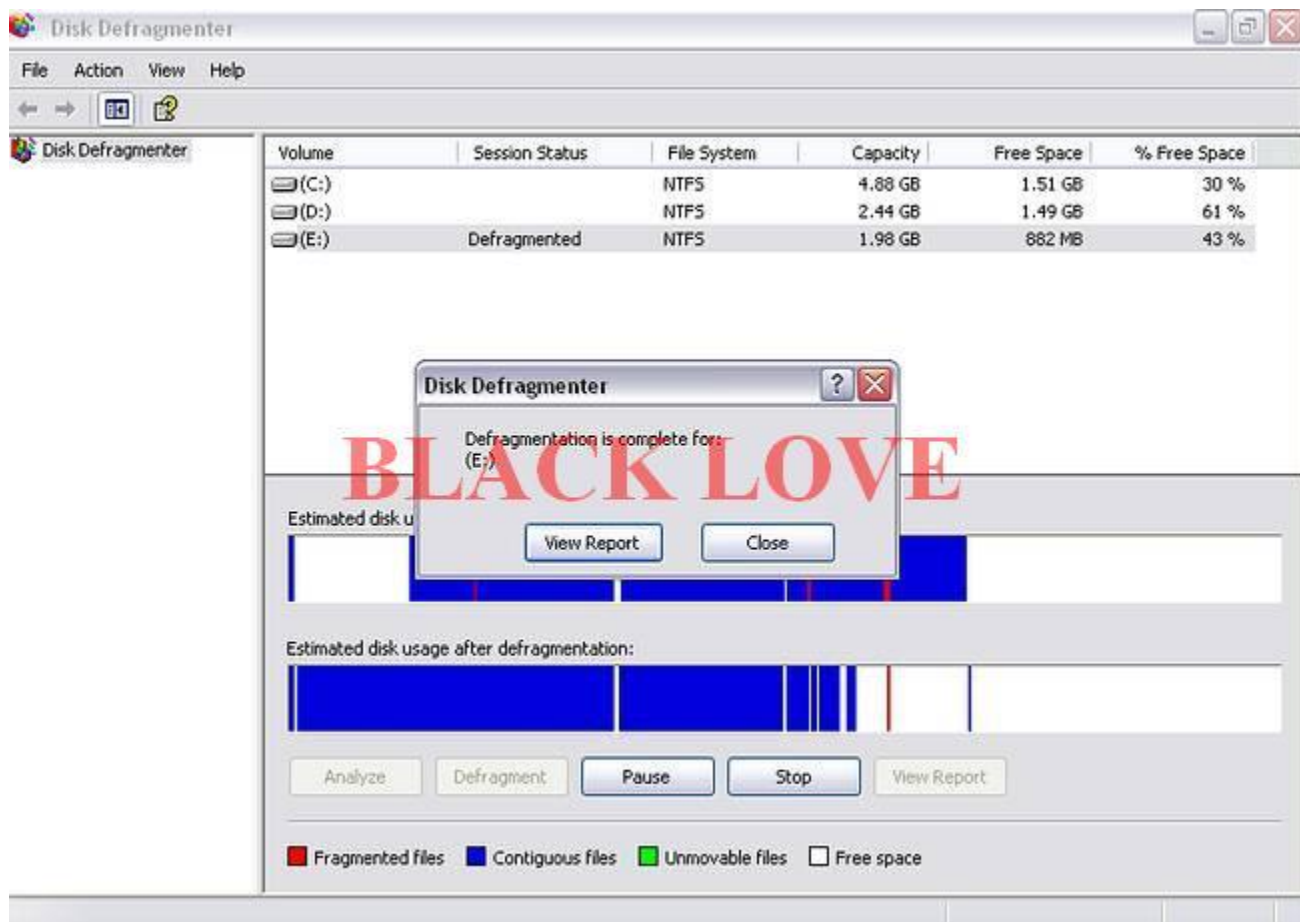 Disk Defragmenter
File Action View Help
Disk Defragmenter
Volume Session Status File System Capacity Free Space % Free Space
(C:) NTFS 4.88 GB 1.51 GB 30 %
(D:) NTFS 2.44 GB 1.49 GB 61 %
(E:) Defragmented NTFS 1.98 GB 882 MB 43 %
Disk Defragmenter
Defragmentation is complete for:
(E:)
BLACK LOVE
View Report Close
Estimated disk u
Estimated disk usage after defragmentation:
Analyze Defragment Pause Stop View Report
Fragmented files Contiguous files Unmovable files Free space